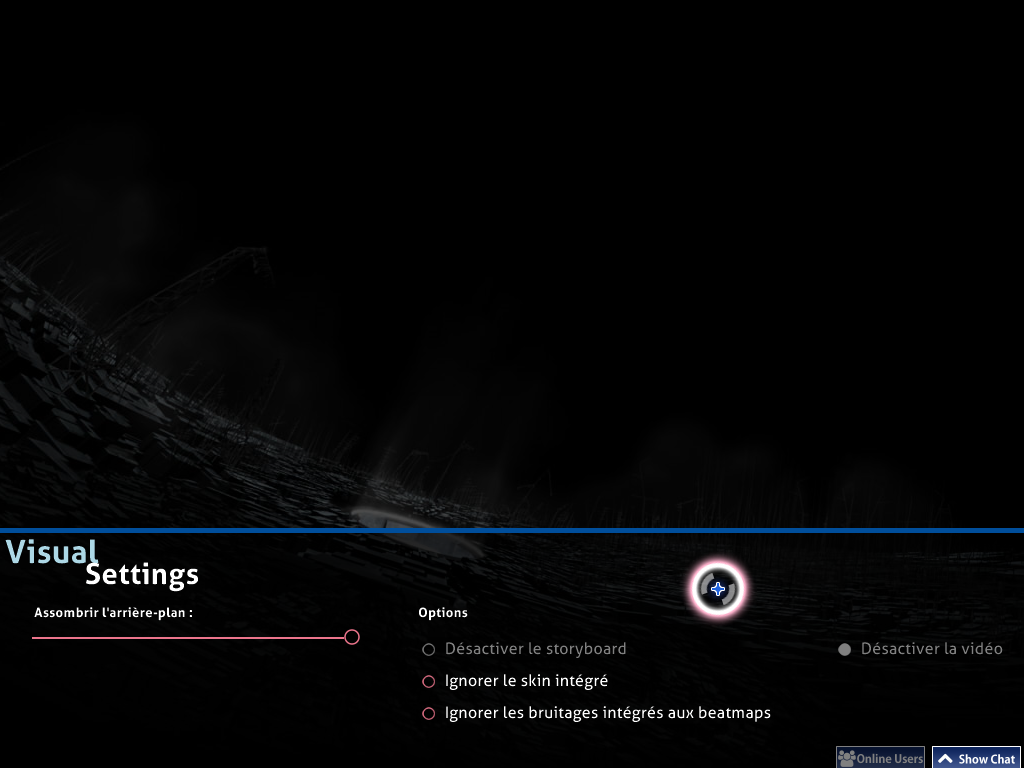 Visual
Settings
Assombrir l'arrière-plan :
Options
Désactiver le storyboard
Désactiver la vidéo
Ignorer le skin intégré
Ignorer les bruitages intégrés aux beatmaps
Online Users
Show Chat